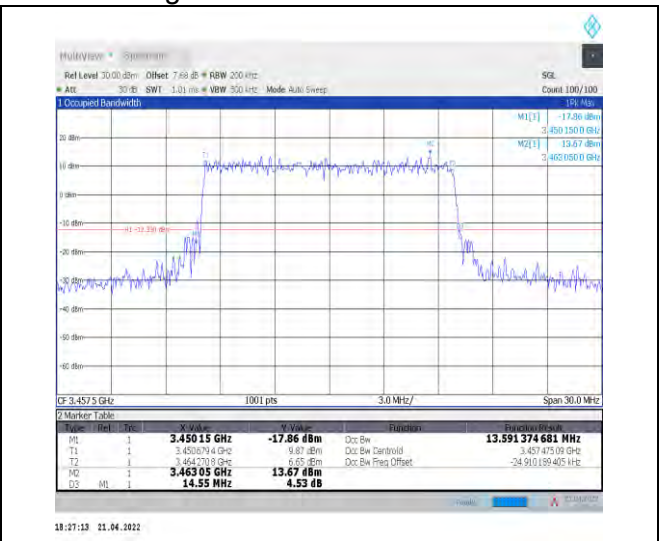 MultiView
Ref Level 30.00 dBm Offset 7.68 dB RBW 200 kHz SGL
Att 30 dB SWT 1.01 ms VBW 500 kHz Mode Auto Sweep Count 100/100
1 Occupied Bandwidth 1Pk Max
M1[1] -17.86 dBm
3.450 150 0 GHz
20 dBm M2[1] 13.67 dBm
3.463 050 0 GHz
M2
T1
10 dBm
0 dBm
-10 dBm
-20 dBm
-30 dBm
-40 dBm
-50 dBm
-60 dBm
CF 3.457 5 GHz 1001 pts 3.0 MHz/ Span 30.0 MHz
2 Marker Table
Type Ref Trc X-Value Y-Value Function Function Result
M1 1 3.450 15 GHz -17.86 dBm Occ Bw 13.591 374 681 MHz
T1 1 3.450 679 4 GHz 9.87 dBm Occ Bw Centroid 3.457 475 09 GHz
T2 1 3.464 270 8 GHz 6.65 dBm Occ Bw Freq Offset -24.910 189 405 kHz
M2 1 3.463 05 GHz 13.67 dBm
D3 M1 1 14.55 MHz 4.53 dB
18:27:13 21.04.2022